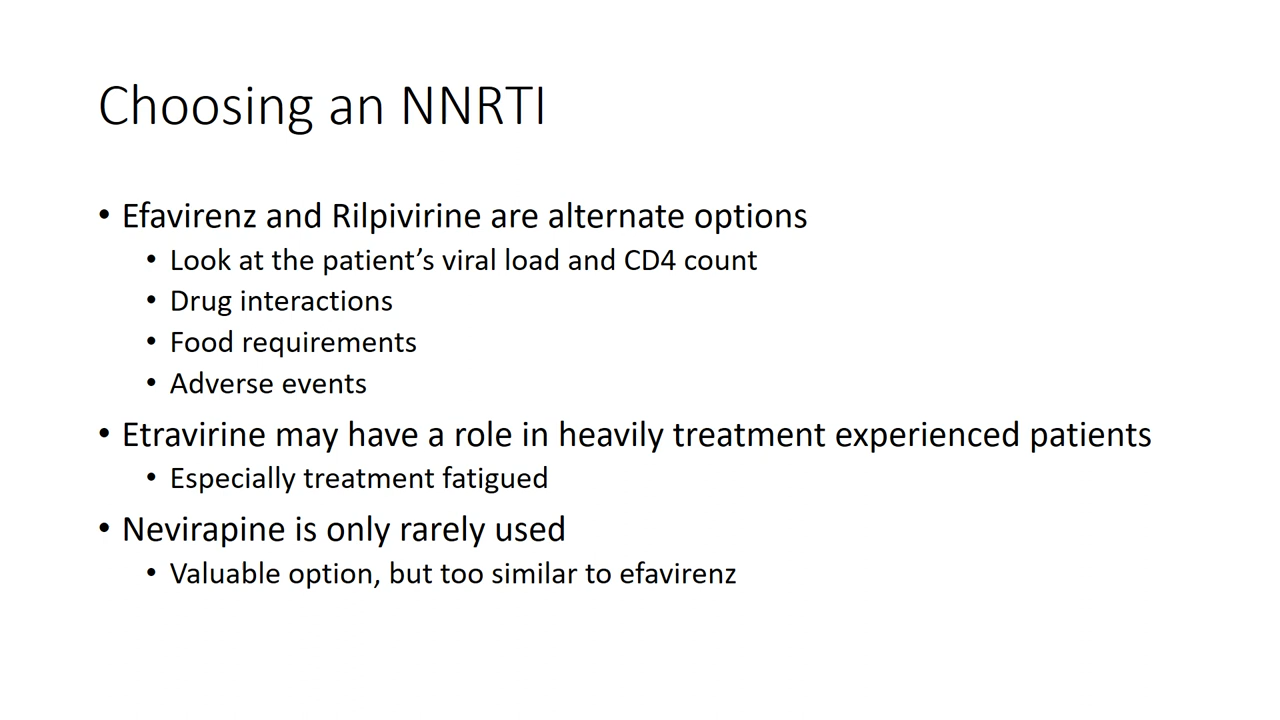 Choosing an NNRTI
• Efavirenz and Rilpivirine are alternate options
• Look at the patient’s viral load and CD4 count
• Drug interactions
• Food requirements
• Adverse events
• Etravirine may have a role in heavily treatment experienced patients
• Especially treatment fatigued
• Nevirapine is only rarely used
• Valuable option, but too similar to efavirenz